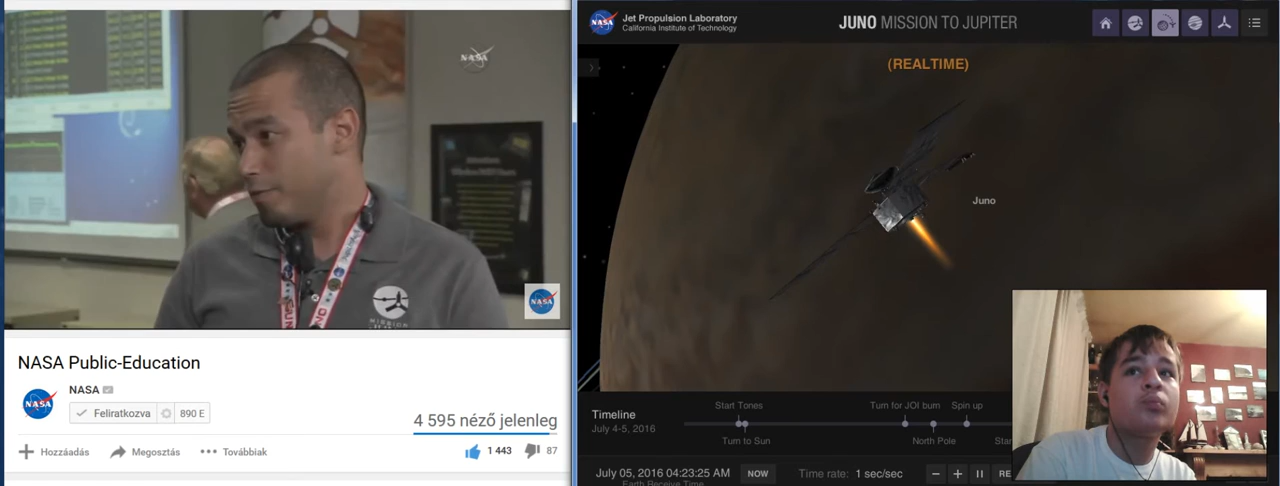 NASA
NASA
NASA Public-Education
NASA
NASA
Feliratkozva
890 E
4 595 néző jelenleg
Hozzáadás
Megosztás
Továbbiak
1 443
87
NASA
Jet Propulsion Laboratory
California Institute of Technology
JUNO MISSION TO JUPITER
(REALTIME)
Juno
Timeline
July 4-5, 2016
Start Tones
Turn for JOI burn
Spin up
Turn to Sun
North Pole
July 05, 2016 04:23:25 AM
NOW
Time rate: 1 sec/sec
Earth Receive Time